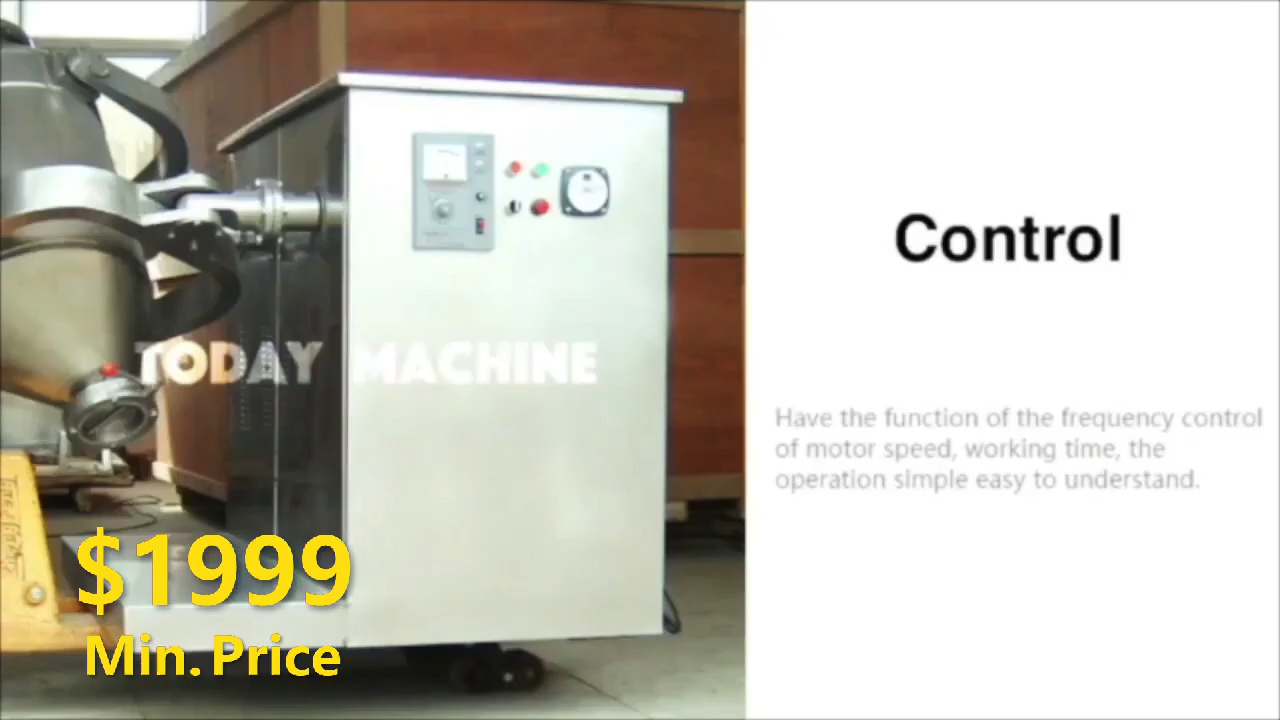 Control
TODAY MACHINE
Have the function of the frequency control
of motor speed, working time, the
operation simple easy to understand.
$1999
Min. Price